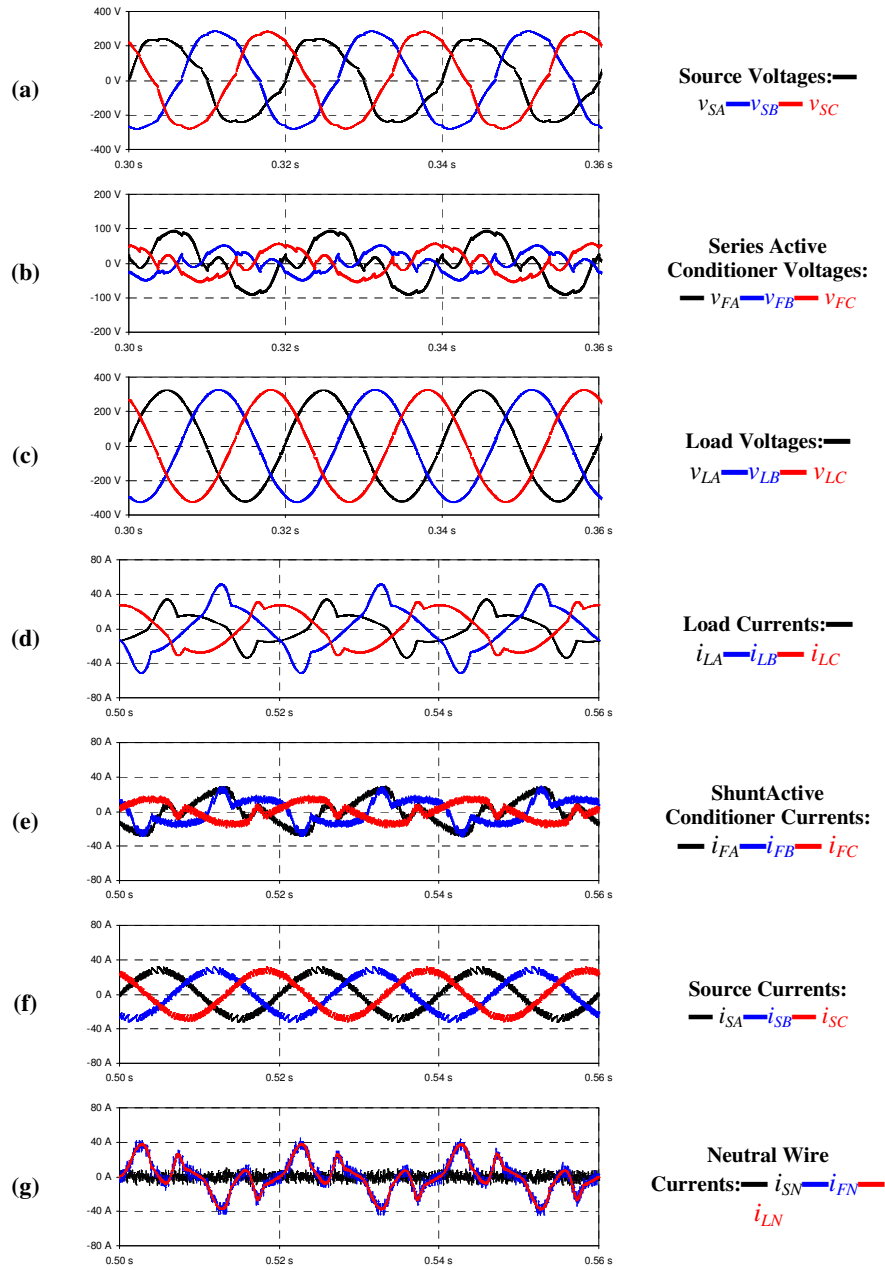 400 V
200 V
0 V
-200 V
-400 V
0.30 s
0.32 s
0.34 s
0.36 s
(a)
Source Voltages:
vSA vSB vSC
200 V
100 V
0 V
-100 V
-200 V
0.30 s
0.32 s
0.34 s
0.36 s
(b)
Series Active
Conditioner Voltages:
vFA vFB vFC
400 V
200 V
0 V
-200 V
-400 V
0.30 s
0.32 s
0.34 s
0.36 s
(c)
Load Voltages:
vLA vLB vLC
80 A
40 A
0 A
-40 A
-80 A
0.50 s
0.52 s
0.54 s
0.56 s
(d)
Load Currents:
iLA iLB iLC
80 A
40 A
0 A
-40 A
-80 A
0.50 s
0.52 s
0.54 s
0.56 s
(e)
ShuntActive
Conditioner Currents:
iFA iFB iFC
80 A
40 A
0 A
-40 A
-80 A
0.50 s
0.52 s
0.54 s
0.56 s
(f)
Source Currents:
iSA iSB iSC
80 A
40 A
0 A
-40 A
-80 A
0.50 s
0.52 s
0.54 s
0.56 s
(g)
Neutral Wire
Currents: iSN iFN
iLN